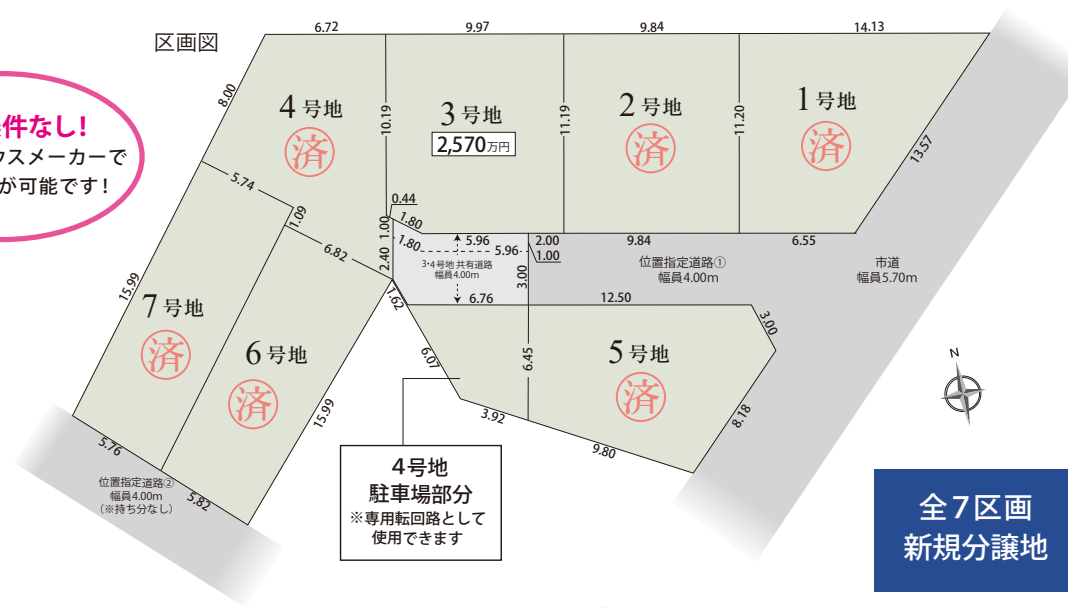 区画図
件なし!
ウスメーカーで
が可能です!
6.72
9.97
9.84
14.13
8.00
4号地
済
10.19
3号地
2,570万円
11.19
2号地
済
11.20
1号地
済
13.57
5.74
1.09
6.82
0.44
1.80
1.00
1.80
2.40
5.96
5.96
2.00
1.00
9.84
6.55
3・4号地 共有道路
幅員4.00m
3.00
位置指定道路①
幅員4.00m
市道
幅員5.70m
15.99
7号地
済
6号地
済
15.99
1.62
6.76
12.50
3.00
6.07
6.45
5号地
済
3.92
9.80
8.18
N
5.76
5.82
位置指定道路②
幅員4.00m
(※持ち分なし)
4号地
駐車場部分
※専用転回路として
使用できます
全7区画
新規分譲地